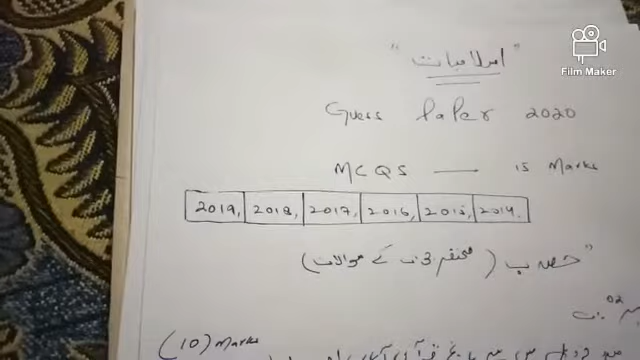 Film Maker
"اسلامیات"
Guess PaPer 2020
MCQS — 15 Marks
2019, 2018, 2017, 2016, 2015, 2014.
"حصہ ب (مختصر کے سوالات)
(10) Marks